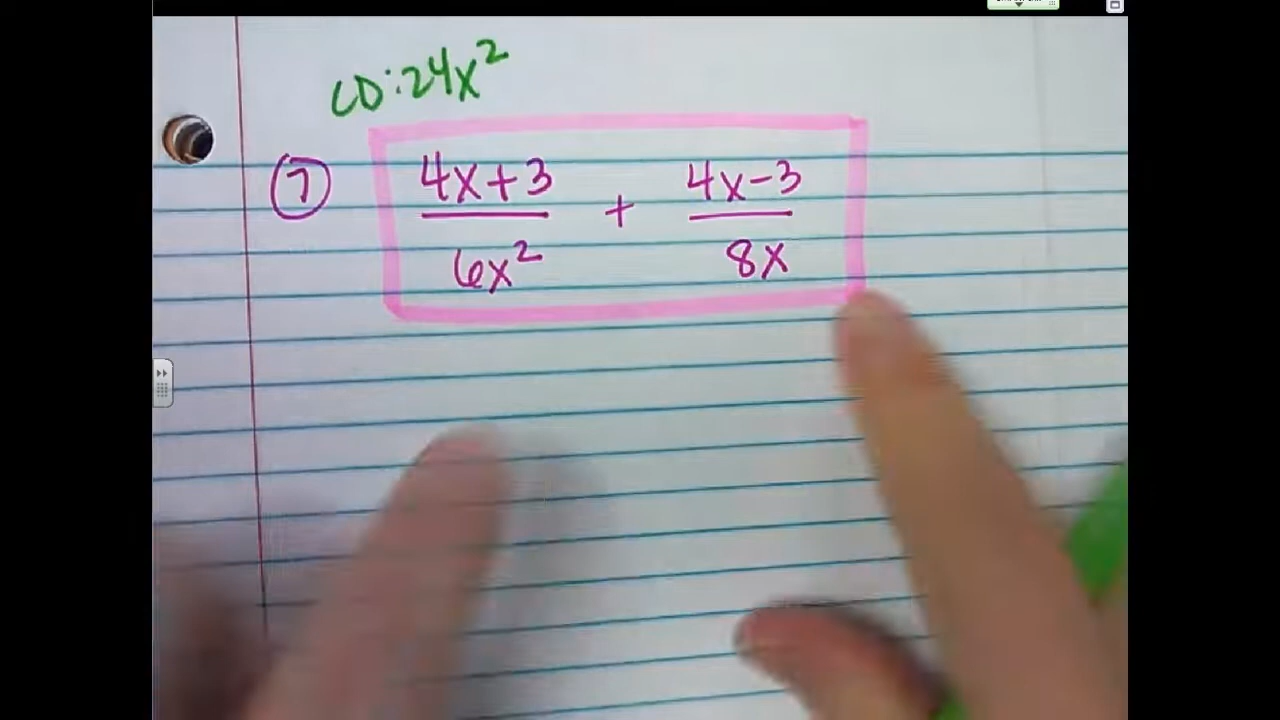 CD: 24x²
⑦ 4x+3 / 6x² + 4x-3 / 8x